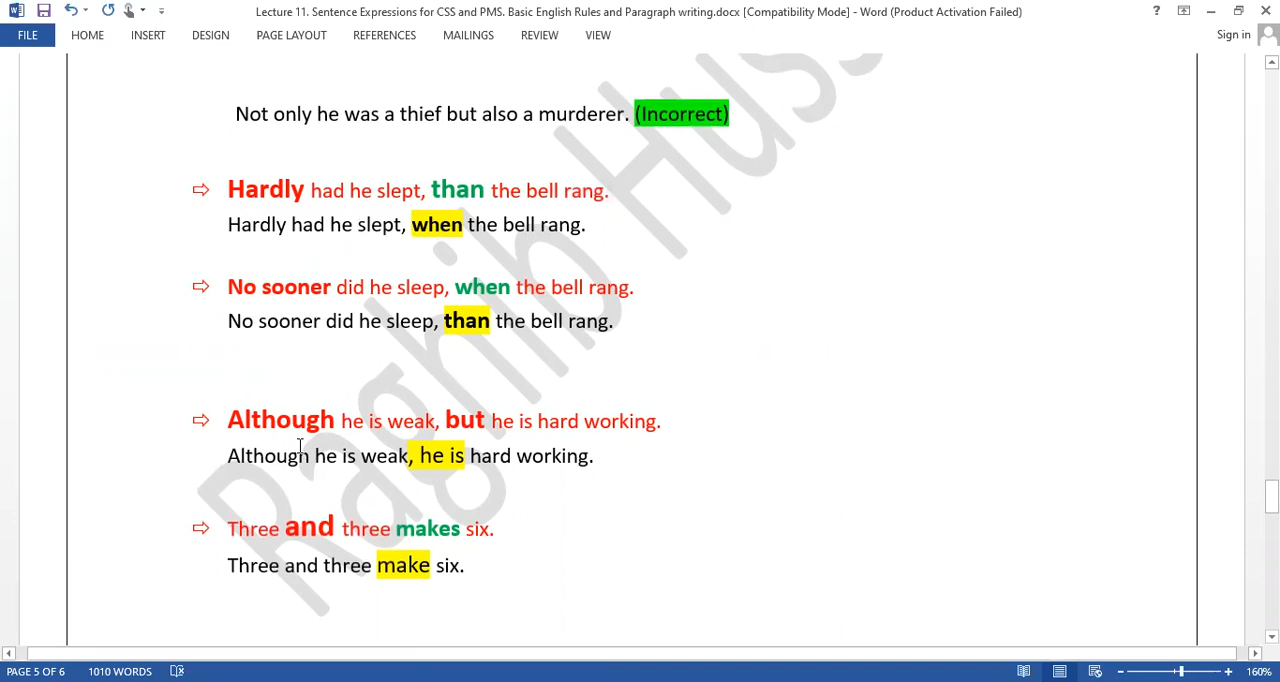 Lecture 11. Sentence Expressions for CSS and PMS. Basic English Rules and Paragraph writing.docx [Compatibility Mode] - Word (Product Activation Failed)
FILE HOME INSERT DESIGN PAGE LAYOUT REFERENCES MAILINGS REVIEW VIEW Sign in
Not only he was a thief but also a murderer. (Incorrect)
⇨ Hardly had he slept, than the bell rang.
Hardly had he slept, when the bell rang.
⇨ No sooner did he sleep, when the bell rang.
No sooner did he sleep, than the bell rang.
⇨ Although he is weak, but he is hard working.
Although he is weak, he is hard working.
⇨ Three and three makes six.
Three and three make six.
Raghib Huss
PAGE 5 OF 6 1010 WORDS 160%